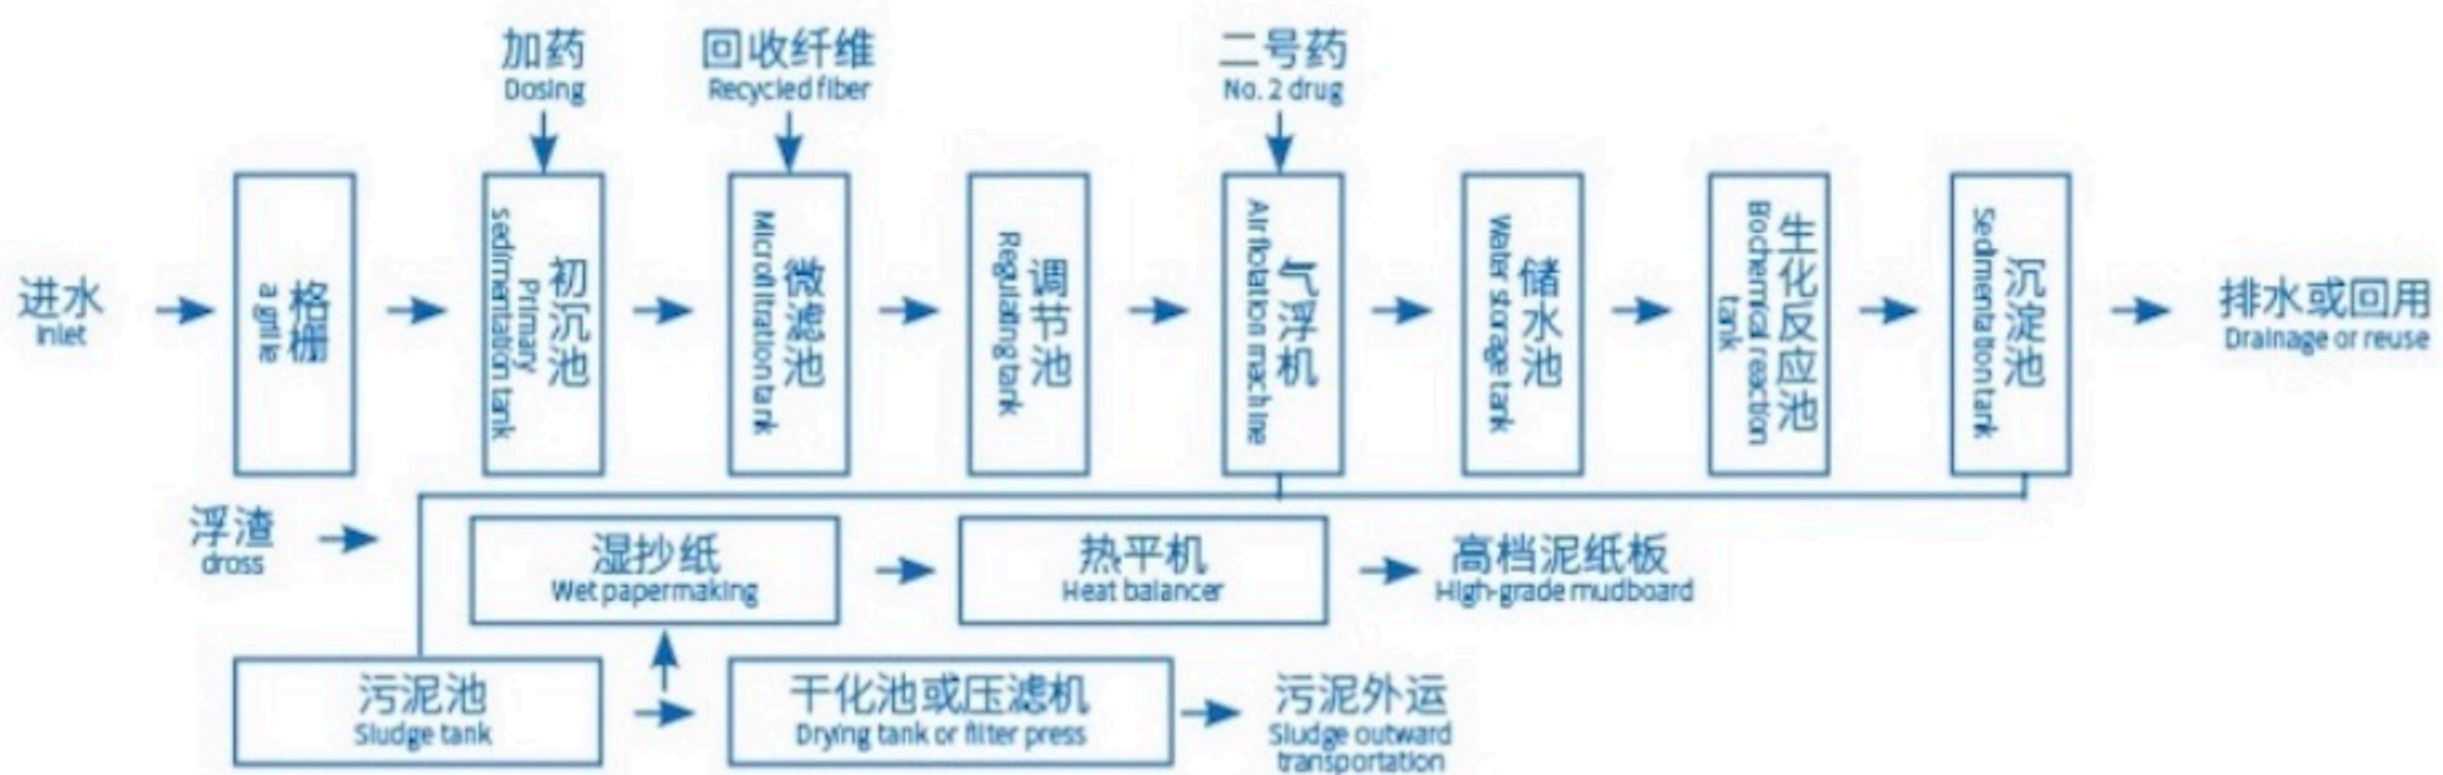 加药
Dosing
回收纤维
Recycled fiber
二号药
No. 2 drug
进水
Inlet
格栅
a grille
初沉池
Primary
sedimentation tank
微滤池
Microfiltration tank
调节池
Regulating tank
气浮机
Air flotation machine
储水池
Water storage tank
生化反应池
Biochemical reaction
tank
沉淀池
Sedimentation tank
排水或回用
Drainage or reuse
浮渣
dross
湿抄纸
Wet papermaking
热平机
Heat balancer
高档泥纸板
High-grade mudboard
污泥池
Sludge tank
干化池或压滤机
Drying tank or filter press
污泥外运
Sludge outward
transportation